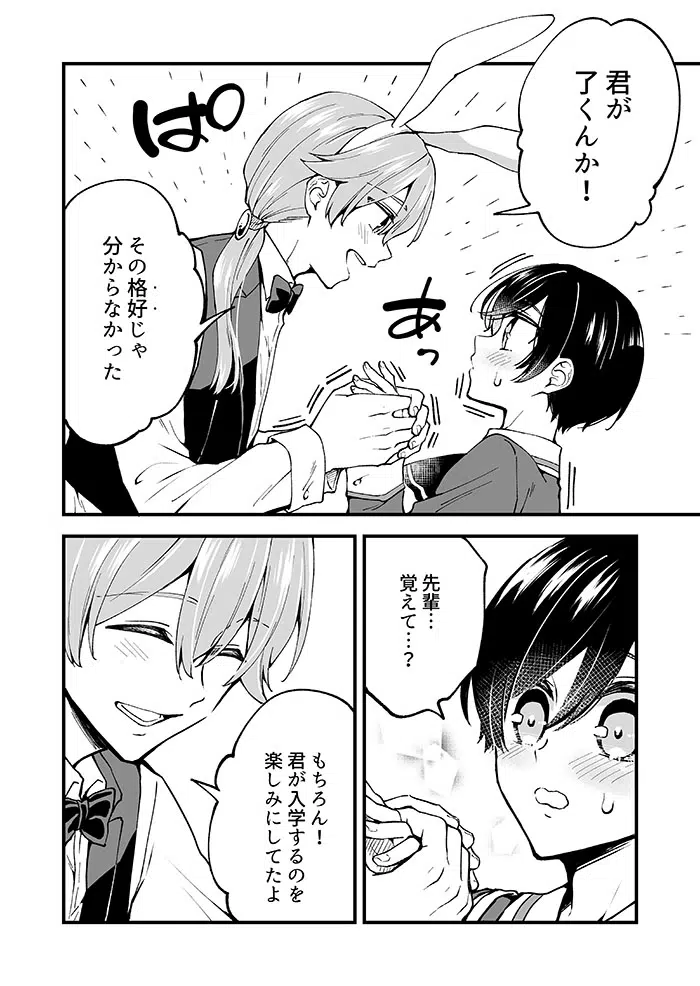 君が
了くんか!
ぱっ
その格好じゃ
分からなかった
あっ
先輩…
覚えて…?
もちろん!
君が入学するのを
楽しみにしてたよ